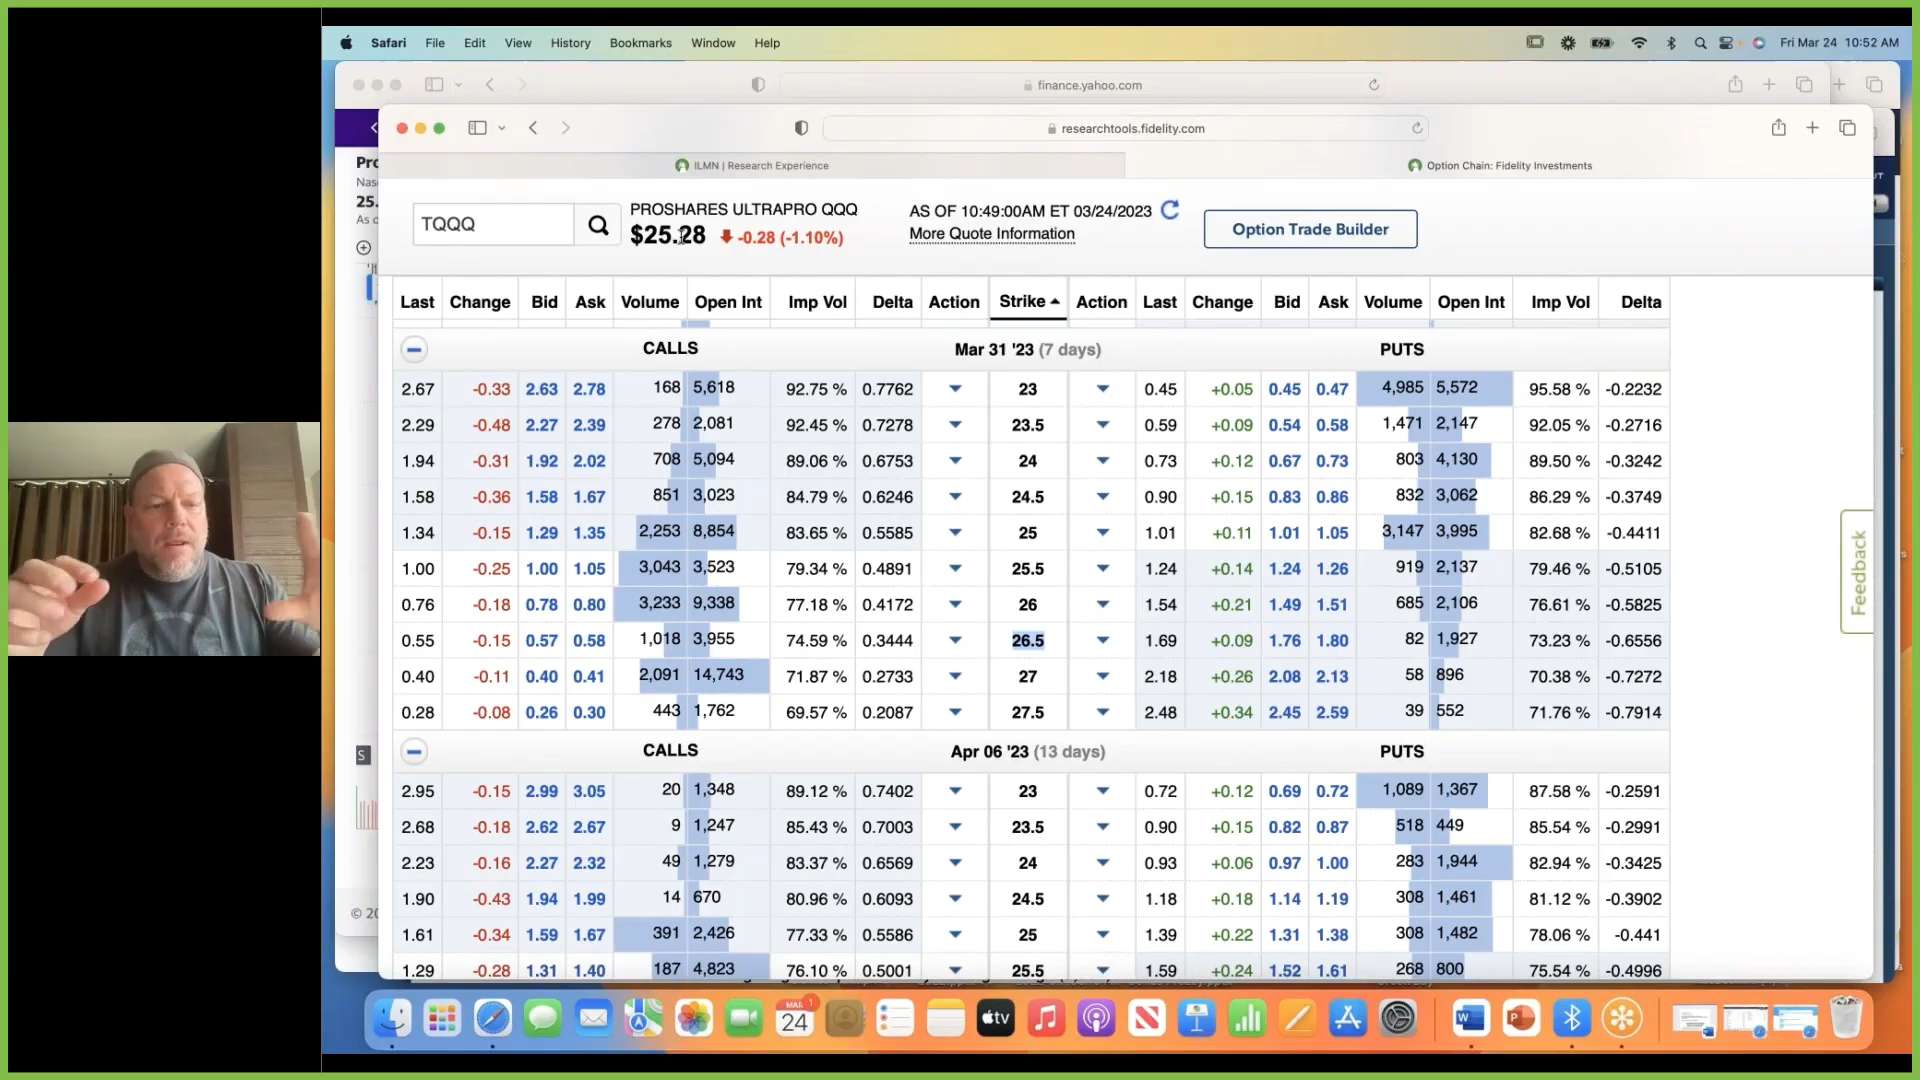 Safari File Edit View History Bookmarks Window Help Fri Mar 24 10:52 AM
finance.yahoo.com
researchtools.fidelity.com
ILMN | Research Experience Option Chain: Fidelity Investments
TQQQ
PROSHARES ULTRAPRO QQQ
$25.28 -0.28 (-1.10%)
AS OF 10:49:00AM ET 03/24/2023
More Quote Information
Option Trade Builder
Last Change Bid Ask Volume Open Int Imp Vol Delta Action Strike Action Last Change Bid Ask Volume Open Int Imp Vol Delta
CALLS Mar 31 '23 (7 days) PUTS
2.67 -0.33 2.63 2.78 168 5,618 92.75 % 0.7762 23 0.45 +0.05 0.45 0.47 4,985 5,572 95.58 % -0.2232
2.29 -0.48 2.27 2.39 278 2,081 92.45 % 0.7278 23.5 0.59 +0.09 0.54 0.58 1,471 2,147 92.05 % -0.2716
1.94 -0.31 1.92 2.02 708 5,094 89.06 % 0.6753 24 0.73 +0.12 0.67 0.73 803 4,130 89.50 % -0.3242
1.58 -0.36 1.58 1.67 851 3,023 84.79 % 0.6246 24.5 0.90 +0.15 0.83 0.86 832 3,062 86.29 % -0.3749
1.34 -0.15 1.29 1.35 2,253 8,854 83.65 % 0.5585 25 1.01 +0.11 1.01 1.05 3,147 3,995 82.68 % -0.4411
1.00 -0.25 1.00 1.05 3,043 3,523 79.34 % 0.4891 25.5 1.24 +0.14 1.24 1.26 919 2,137 79.46 % -0.5105
0.76 -0.18 0.78 0.80 3,233 9,338 77.18 % 0.4172 26 1.54 +0.21 1.49 1.51 685 2,106 76.61 % -0.5825
0.55 -0.15 0.57 0.58 1,018 3,955 74.59 % 0.3444 26.5 1.69 +0.09 1.76 1.80 82 1,927 73.23 % -0.6556
0.40 -0.11 0.40 0.41 2,091 14,743 71.87 % 0.2733 27 2.18 +0.26 2.08 2.13 58 896 70.38 % -0.7272
0.28 -0.08 0.26 0.30 443 1,762 69.57 % 0.2087 27.5 2.48 +0.34 2.45 2.59 39 552 71.76 % -0.7914
CALLS Apr 06 '23 (13 days) PUTS
2.95 -0.15 2.99 3.05 20 1,348 89.12 % 0.7402 23 0.72 +0.12 0.69 0.72 1,089 1,367 87.58 % -0.2591
2.68 -0.18 2.62 2.67 9 1,247 85.43 % 0.7003 23.5 0.90 +0.15 0.82 0.87 518 449 85.54 % -0.2991
2.23 -0.16 2.27 2.32 49 1,279 83.37 % 0.6569 24 0.93 +0.06 0.97 1.00 283 1,944 82.94 % -0.3425
1.90 -0.43 1.94 1.99 14 670 80.96 % 0.6093 24.5 1.18 +0.18 1.14 1.19 308 1,461 81.12 % -0.3902
1.61 -0.34 1.59 1.67 391 2,426 77.33 % 0.5586 25 1.39 +0.22 1.31 1.38 308 1,482 78.06 % -0.441
1.29 -0.28 1.31 1.40 187 4,823 76.10 % 0.5001 25.5 1.59 +0.24 1.52 1.61 268 800 75.54 % -0.4996
Feedback
Pro
Nas
25.
As o
S
© 20
MAR 1
24
tv
W
P